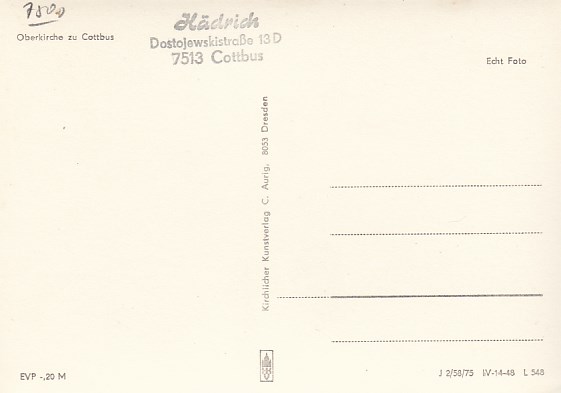 7500
Oberkirche zu Cottbus
Hädrich
Dostojewskistraße 13 D
7513 Cottbus
Echt Foto
Kirchlicher Kunstverlag C. Aurig, 8053 Dresden
EVP -,20 M
J 2/58/75 IV-14-48 L 548